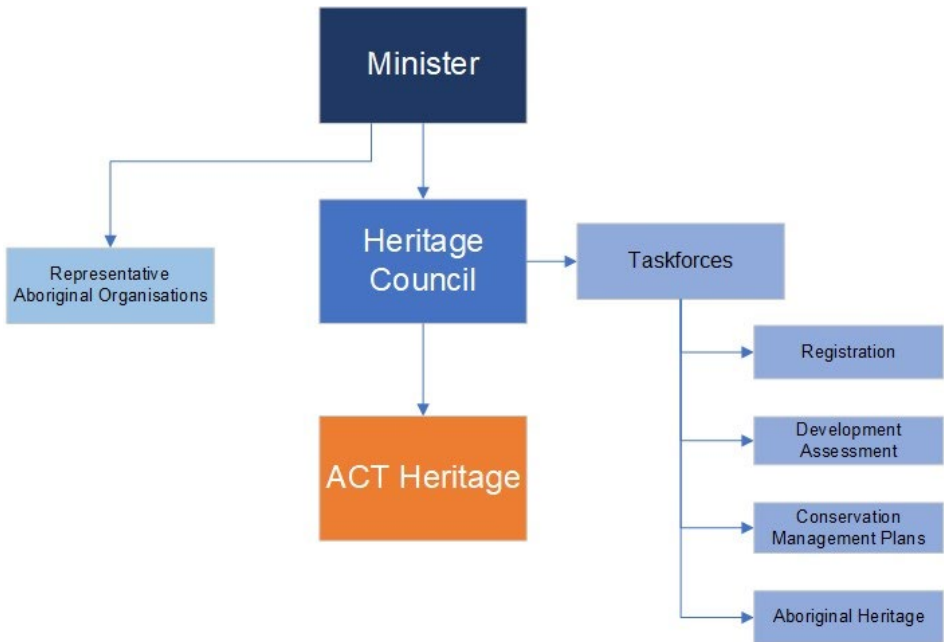 Minister
Heritage
Council
Taskforces
Representative
Aboriginal Organisations
Registration
Development
Assessment
ACT Heritage
Conservation
Management Plans
Aboriginal Heritage